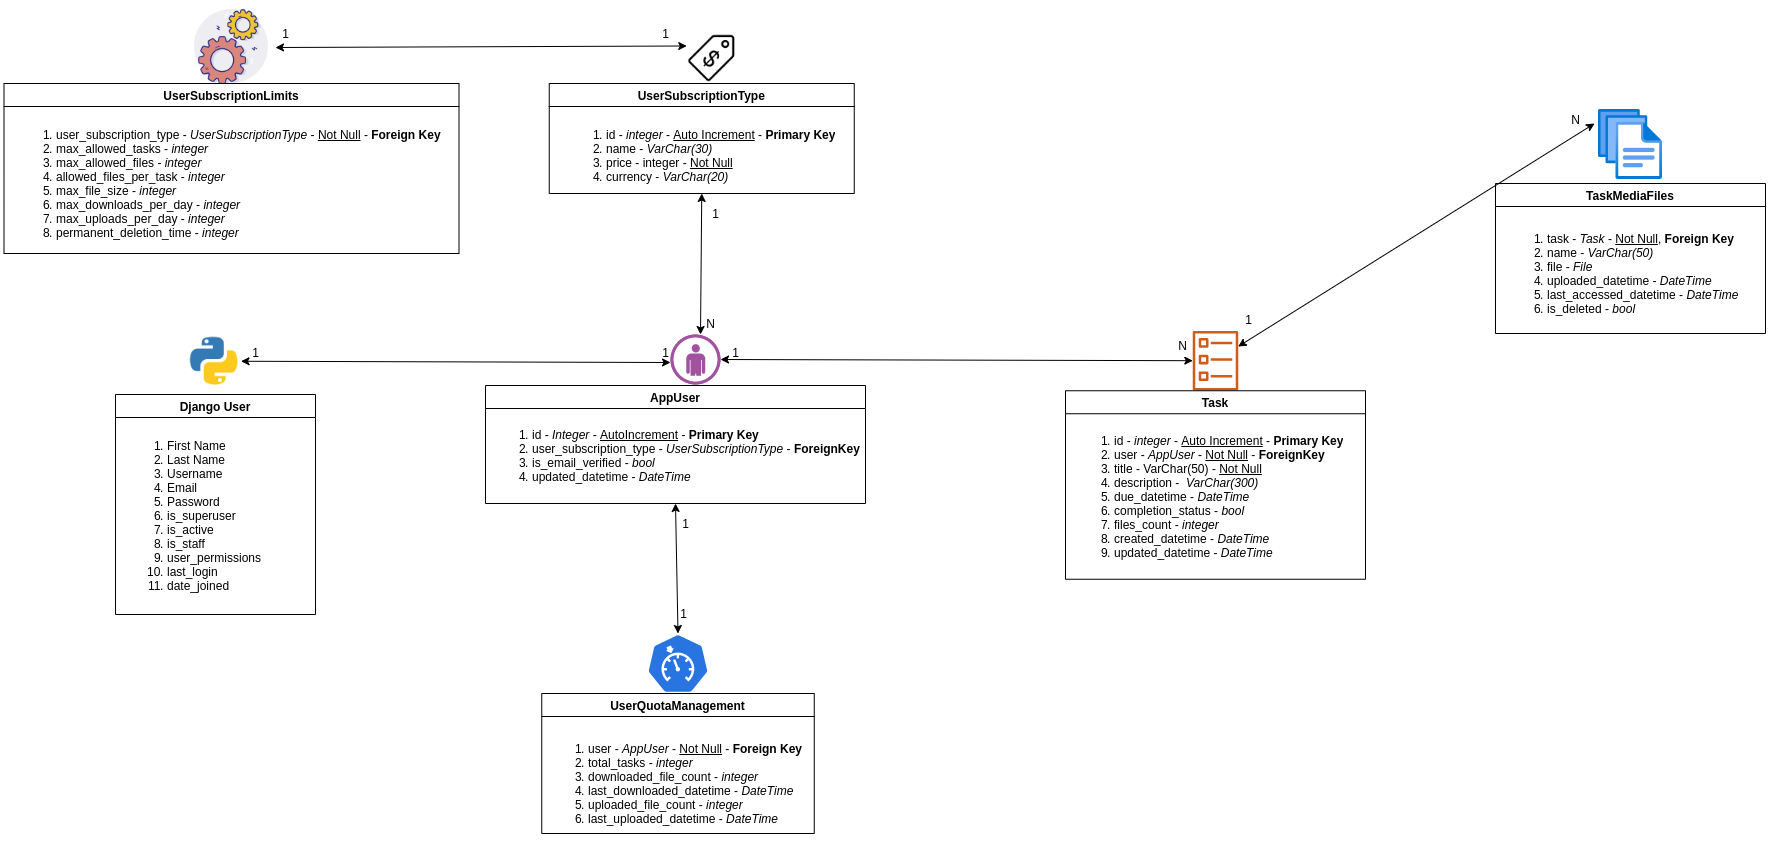 1
1
UserSubscriptionLimits
1. user_subscription_type - UserSubscriptionType - Not Null - Foreign Key
2. max_allowed_tasks - integer
3. max_allowed_files - integer
4. allowed_files_per_task - integer
5. max_file_size - integer
6. max_downloads_per_day - integer
7. max_uploads_per_day - integer
8. permanent_deletion_time - integer
UserSubscriptionType
1. id - integer - Auto Increment - Primary Key
2. name - VarChar(30)
3. price - integer - Not Null
4. currency - VarChar(20)
1
N
N
1
TaskMediaFiles
1. task - Task - Not Null, Foreign Key
2. name - VarChar(50)
3. file - File
4. uploaded_datetime - DateTime
5. last_accessed_datetime - DateTime
6. is_deleted - bool
1
1
1
N
Django User
1. First Name
2. Last Name
3. Username
4. Email
5. Password
6. is_superuser
7. is_active
8. is_staff
9. user_permissions
10. last_login
11. date_joined
AppUser
1. id - Integer - AutoIncrement - Primary Key
2. user_subscription_type - UserSubscriptionType - ForeignKey
3. is_email_verified - bool
4. updated_datetime - DateTime
Task
1. id - integer - Auto Increment - Primary Key
2. user - AppUser - Not Null - ForeignKey
3. title - VarChar(50) - Not Null
4. description - VarChar(300)
5. due_datetime - DateTime
6. completion_status - bool
7. files_count - integer
8. created_datetime - DateTime
9. updated_datetime - DateTime
1
1
UserQuotaManagement
1. user - AppUser - Not Null - Foreign Key
2. total_tasks - integer
3. downloaded_file_count - integer
4. last_downloaded_datetime - DateTime
5. uploaded_file_count - integer
6. last_uploaded_datetime - DateTime